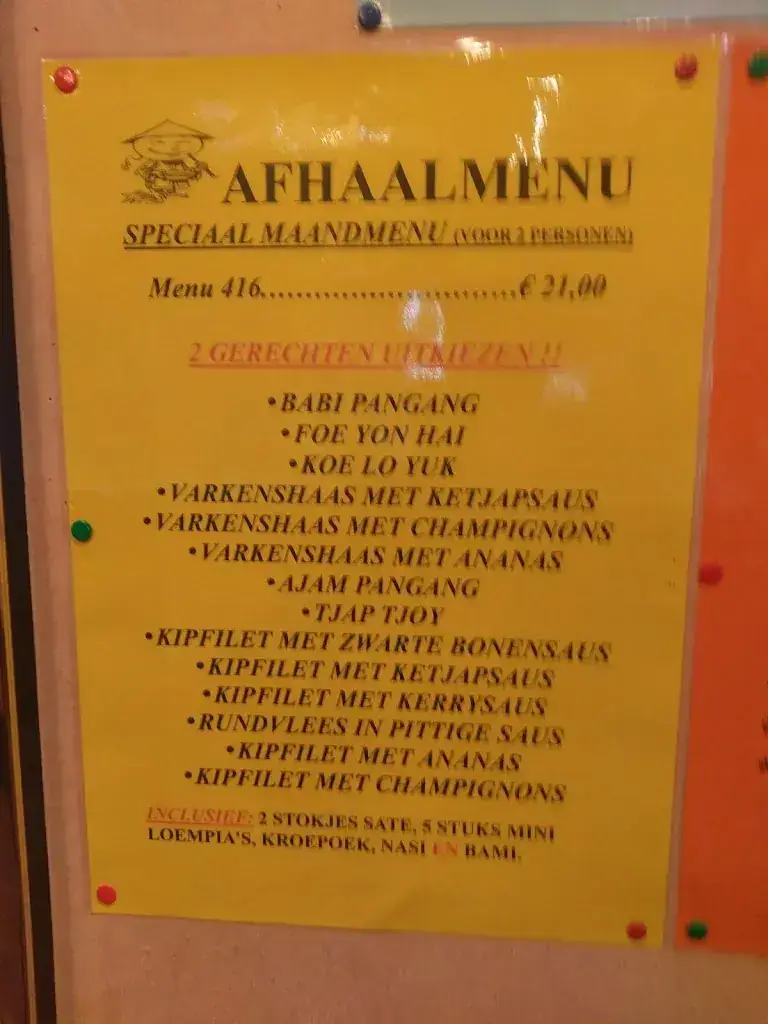 AFHAALMENU
SPECIAAL MAANDMENU (VOOR 2 PERSONEN)
Menu 416.............................€ 21,00
2 GERECHTEN UITKIEZEN !!
•BABI PANGANG
•FOE YON HAI
•KOE LO YUK
•VARKENSHAAS MET KETJAPSAUS
•VARKENSHAAS MET CHAMPIGNONS
•VARKENSHAAS MET ANANAS
•AJAM PANGANG
•TJAP TJOY
•KIPFILET MET ZWARTE BONENSAUS
•KIPFILET MET KETJAPSAUS
•KIPFILET MET KERRYSAUS
•RUNDVLEES IN PITTIGE SAUS
•KIPFILET MET ANANAS
•KIPFILET MET CHAMPIGNONS
INCLUSIEF: 2 STOKJES SATE, 5 STUKS MINI
LOEMPIA'S, KROEPOEK, NASI EN BAMI.